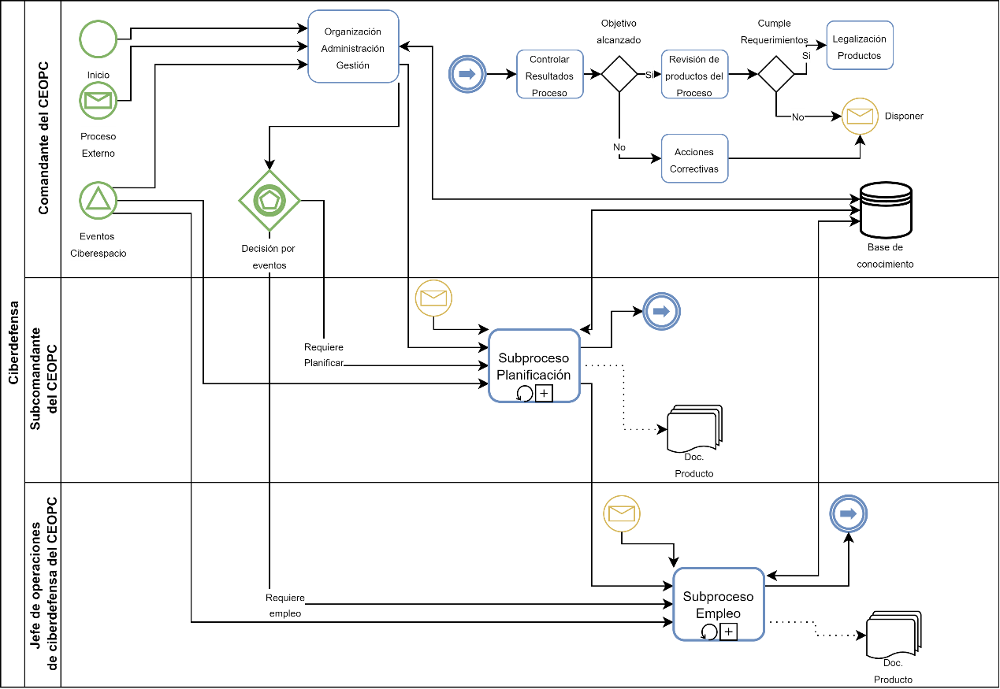 Ciberdefensa
Comandante del CEOPC
Inicio
Proceso
Externo
Eventos
Ciberespacio
Organización
Administración
Gestión
Decisión por
eventos
Controlar
Resultados
Proceso
Objetivo
alcanzado
Si
No
Revisión de
productos del
Proceso
Cumple
Requerimientos
Si
No
Legalización
Productos
Disponer
Acciones
Correctivas
Base de
conocimiento
Subcomandante
del CEOPC
Requiere
Planificar
Subproceso
Planificación
Doc.
Producto
Jefe de operaciones
de ciberdefensa del CEOPC
Requiere
empleo
Subproceso
Empleo
Doc.
Producto